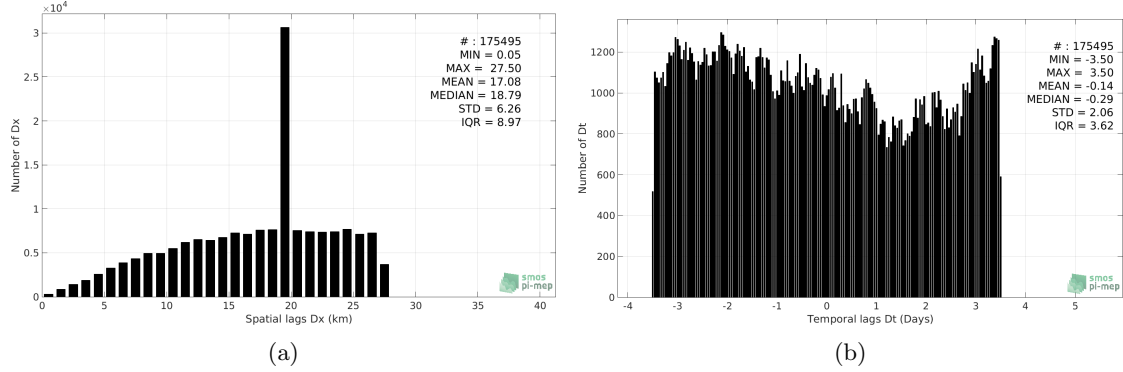 ×10⁴
3
2.5
2
1.5
1
0.5
0
Number of Dx
# : 175495
MIN = 0.05
MAX = 27.50
MEAN = 17.08
MEDIAN = 18.79
STD = 6.26
IQR = 8.97
smos
pi-mep
0 5 10 15 20 25 30 35 40
Spatial lags Dx (km)
(a)
1200
1000
800
600
400
200
0
Number of Dt
# : 175495
MIN = -3.50
MAX = 3.50
MEAN = -0.14
MEDIAN = -0.29
STD = 2.06
IQR = 3.62
smos
pi-mep
-4 -3 -2 -1 0 1 2 3 4 5
Temporal lags Dt (Days)
(b)